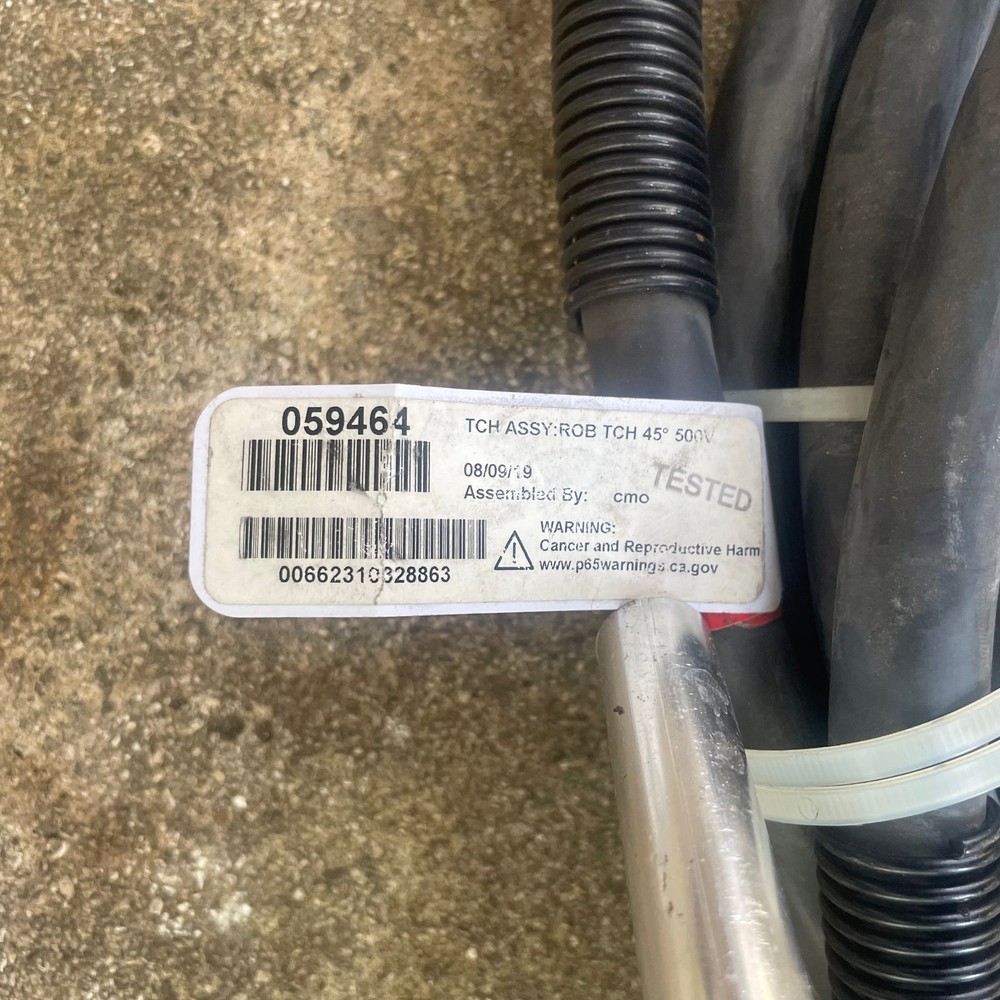 059464
TCH ASSY:ROB TCH 45° 500V
08/09/19
Assembled By: cmo
TESTED
00662310328863
WARNING:
Cancer and Reproductive Harm
www.p65warnings.ca.gov